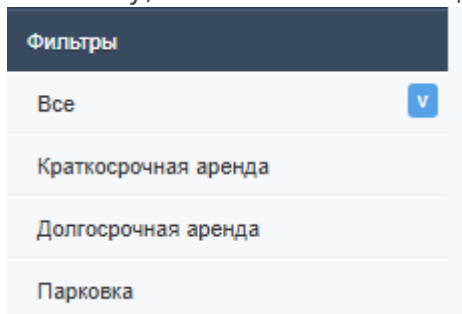 Фильтры
Все v
Краткосрочная аренда
Долгосрочная аренда
Парковка